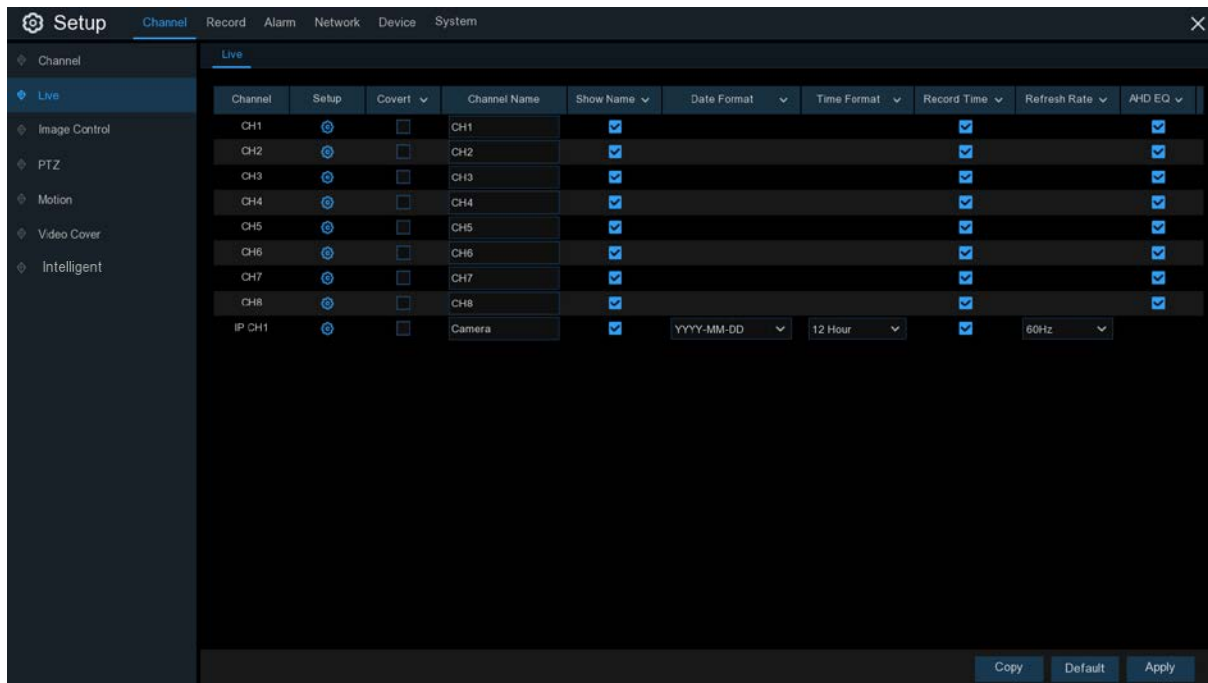 Setup Channel Record Alarm Network Device System
Channel
Live
Image Control
PTZ
Motion
Video Cover
Intelligent
Live
Channel Setup Covert Channel Name Show Name Date Format Time Format Record Time Refresh Rate AHD EQ
CH1 CH1
CH2 CH2
CH3 CH3
CH4 CH4
CH5 CH5
CH6 CH6
CH7 CH7
CH8 CH8
IP CH1 Camera YYYY-MM-DD 12 Hour 60Hz
Copy Default Apply